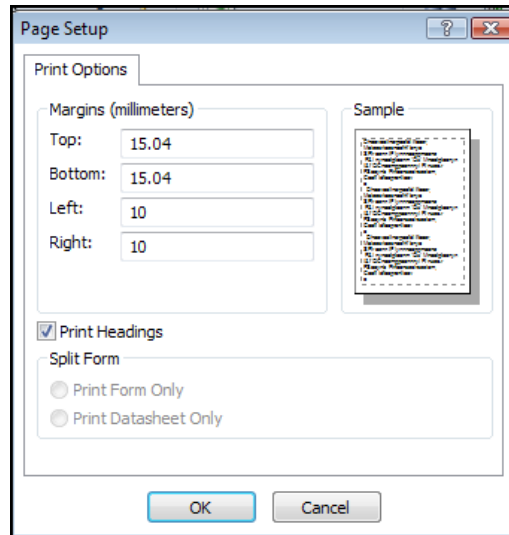 Page Setup
Print Options
Margins (millimeters)
Sample
Top: 15.04
Bottom: 15.04
Left: 10
Right: 10
Print Headings
Split Form
Print Form Only
Print Datasheet Only
OK Cancel